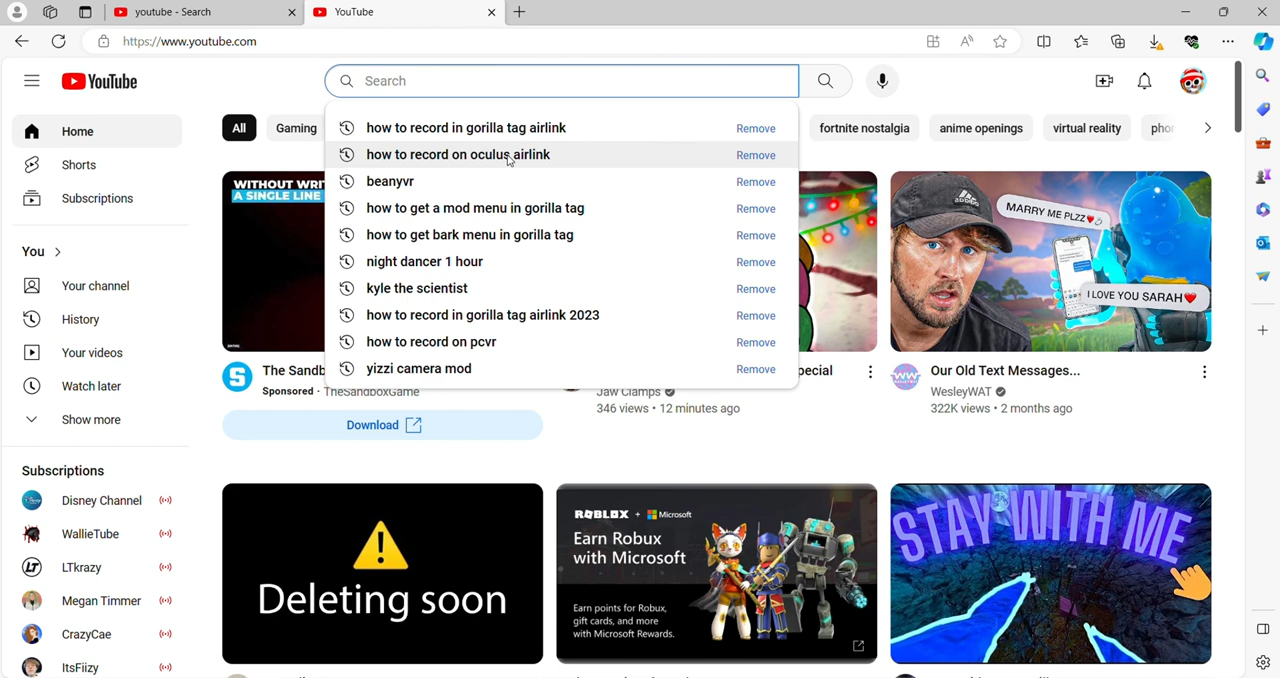 youtube - Search
YouTube
https://www.youtube.com
YouTube
Search
Home
Shorts
Subscriptions
You
Your channel
History
Your videos
Watch later
Show more
Subscriptions
Disney Channel
WallieTube
LTkrazy
Megan Timmer
CrazyCae
ItsFiizy
All
Gaming
fortnite nostalgia
anime openings
virtual reality
how to record in gorilla tag airlink Remove
how to record on oculus airlink Remove
beanyvr Remove
how to get a mod menu in gorilla tag Remove
how to get bark menu in gorilla tag Remove
night dancer 1 hour Remove
kyle the scientist Remove
how to record in gorilla tag airlink 2023 Remove
how to record on pcvr Remove
yizzi camera mod Remove
A SINGLE LINE
The Sandb
Sponsored · TheSandboxGame
Download
Jaw Clamps
346 views • 12 minutes ago
MARRY ME PLZZ❤
I LOVE YOU SARAH❤
Our Old Text Messages...
WesleyWAT
322K views • 2 months ago
Deleting soon
ROBLOX + Microsoft
Earn Robux
with Microsoft
Earn points for Robux,
gift cards, and more
with Microsoft Rewards.
STAY WITH ME